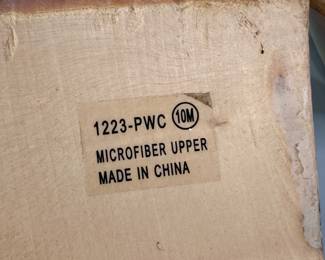 1223-PWC 10M
MICROFIBER UPPER
MADE IN CHINA